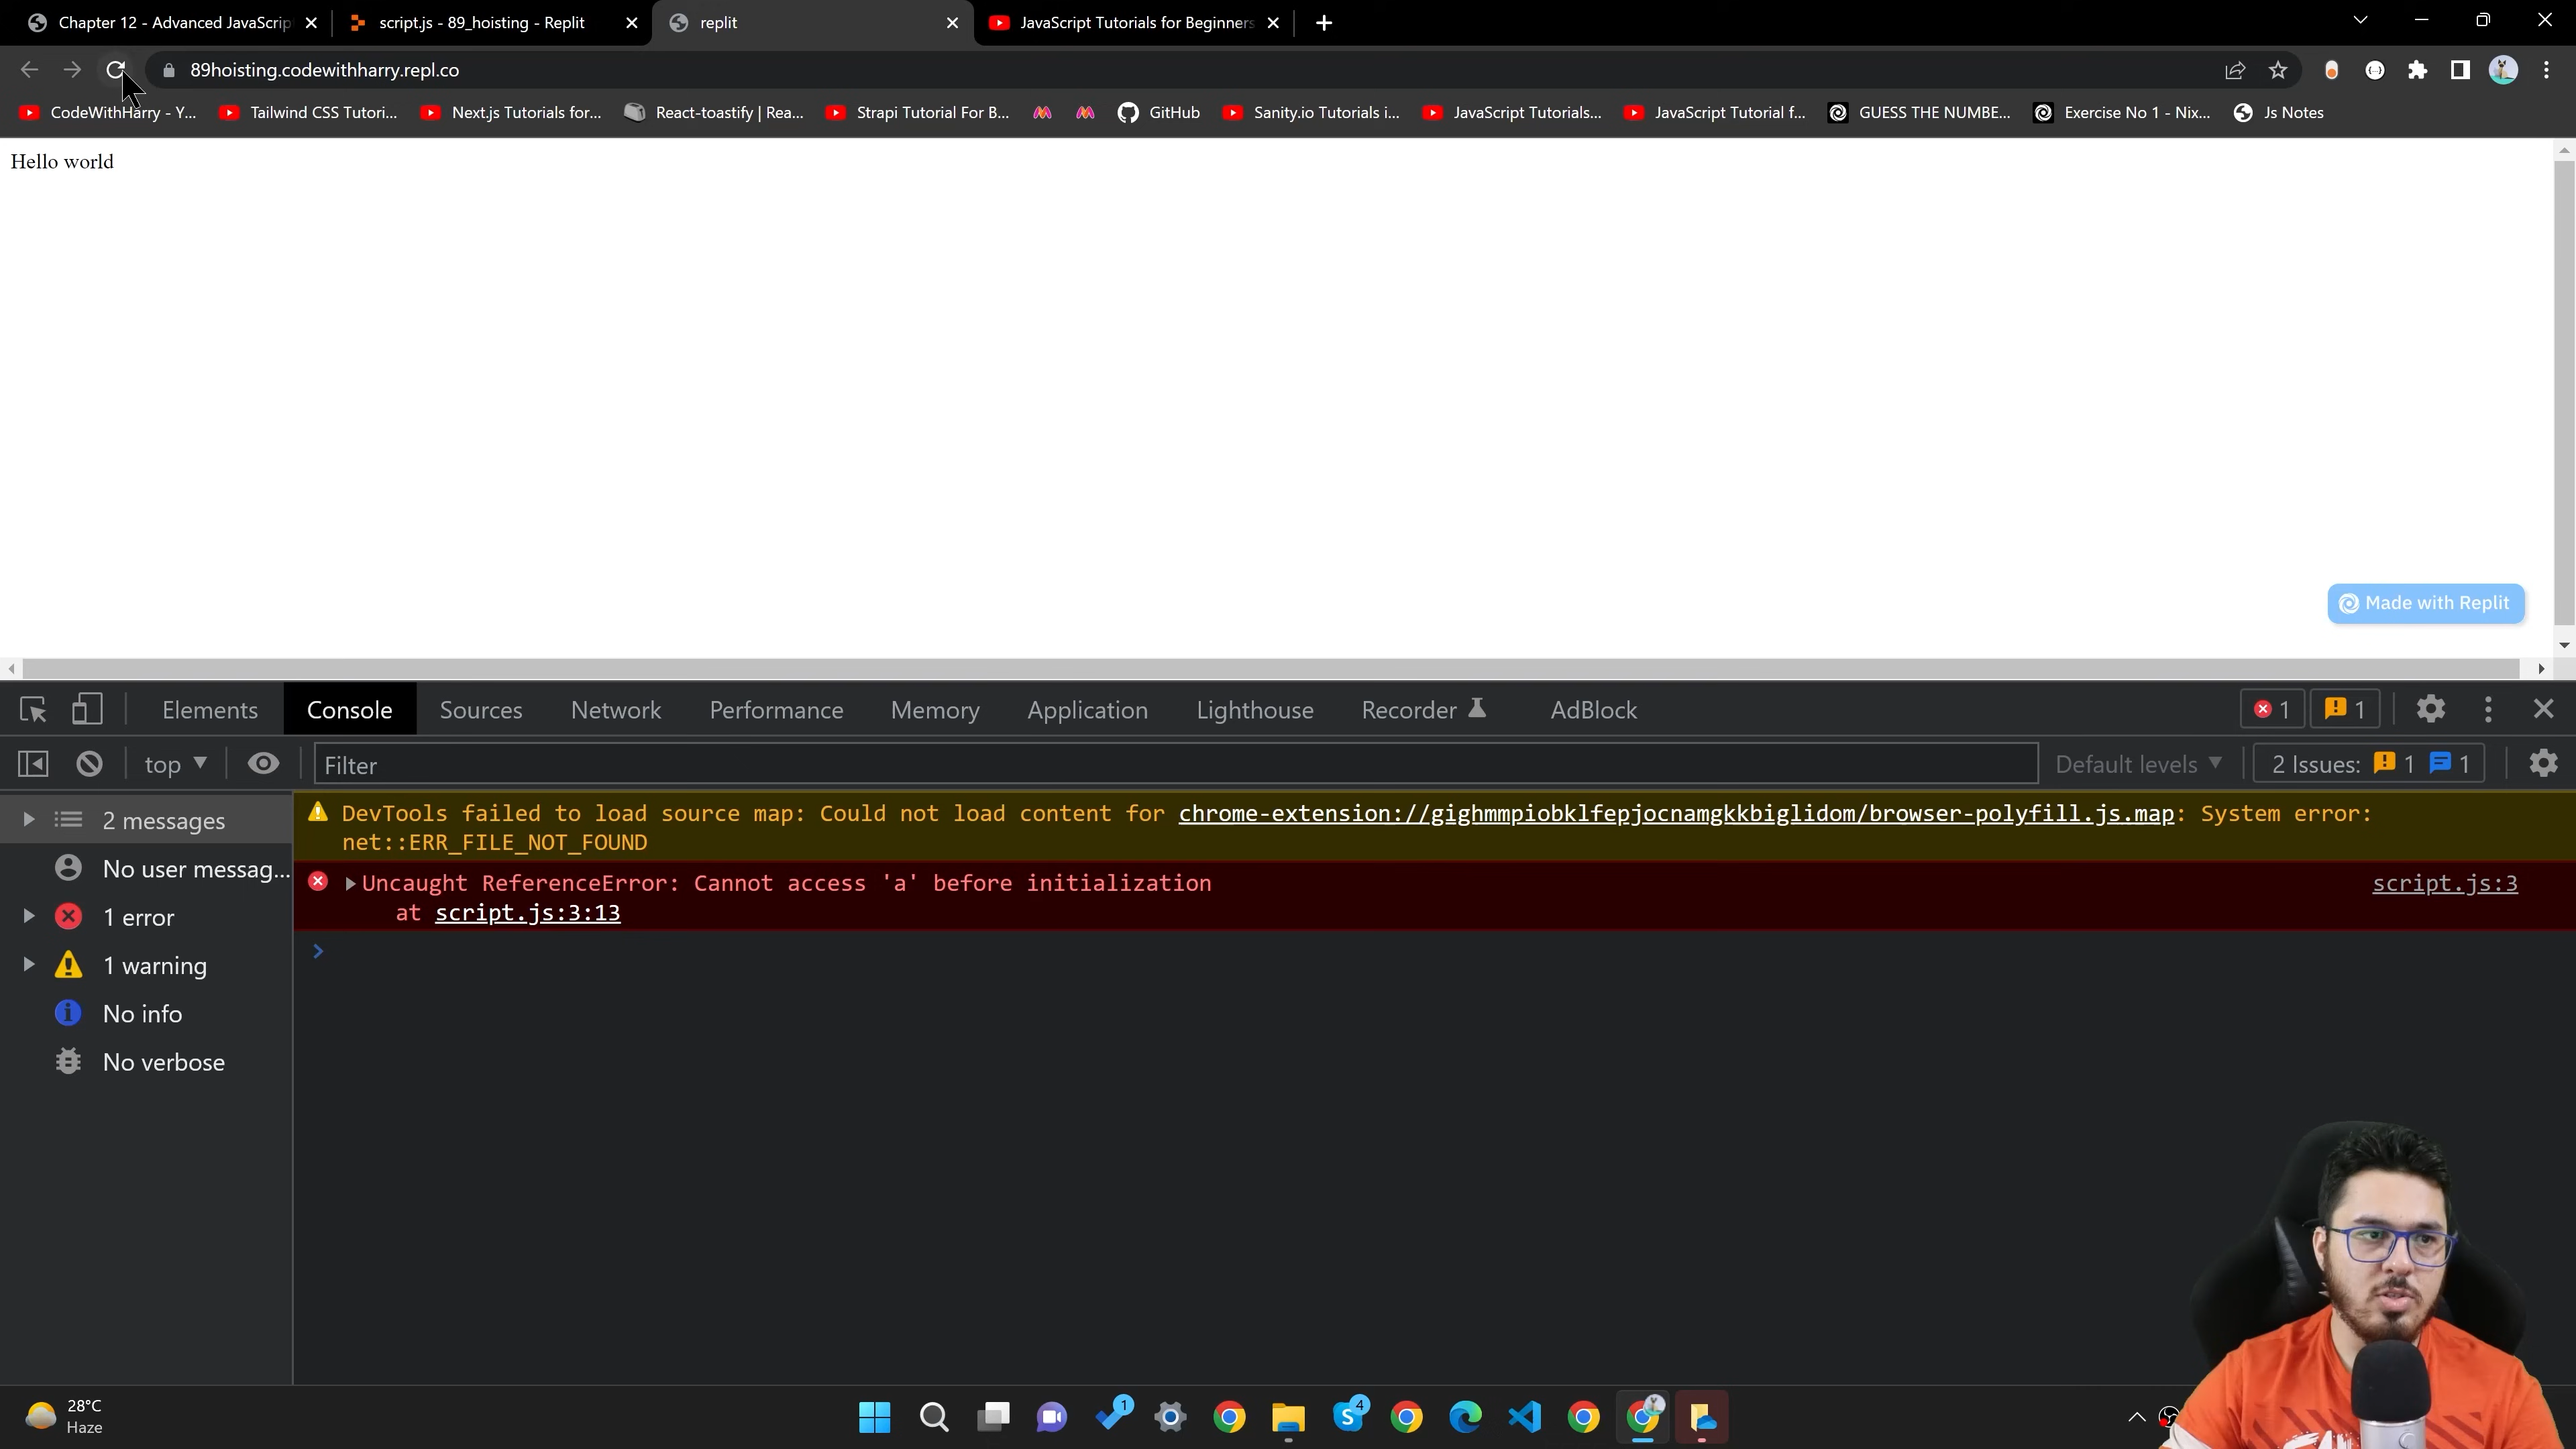 Chapter 12 - Advanced JavaScrip
script.js - 89_hoisting - Replit
replit
JavaScript Tutorials for Beginners
89hoisting.codewithharry.repl.co
CodeWithHarry - Y...
Tailwind CSS Tutori...
Next.js Tutorials for...
React-toastify | Rea...
Strapi Tutorial For B...
GitHub
Sanity.io Tutorials i...
JavaScript Tutorials...
JavaScript Tutorial f...
GUESS THE NUMBE...
Exercise No 1 - Nix...
Js Notes
Hello world
Made with Replit
Elements
Console
Sources
Network
Performance
Memory
Application
Lighthouse
Recorder
AdBlock
1
1
top
Filter
Default levels
2 Issues: 1 1
2 messages
No user messag...
1 error
1 warning
No info
No verbose
DevTools failed to load source map: Could not load content for chrome-extension://gighmmpiobklfepjocnamgkkbiglidom/browser-polyfill.js.map: System error:
net::ERR_FILE_NOT_FOUND
Uncaught ReferenceError: Cannot access 'a' before initialization
script.js:3
at script.js:3:13
28°C
Haze
1
4